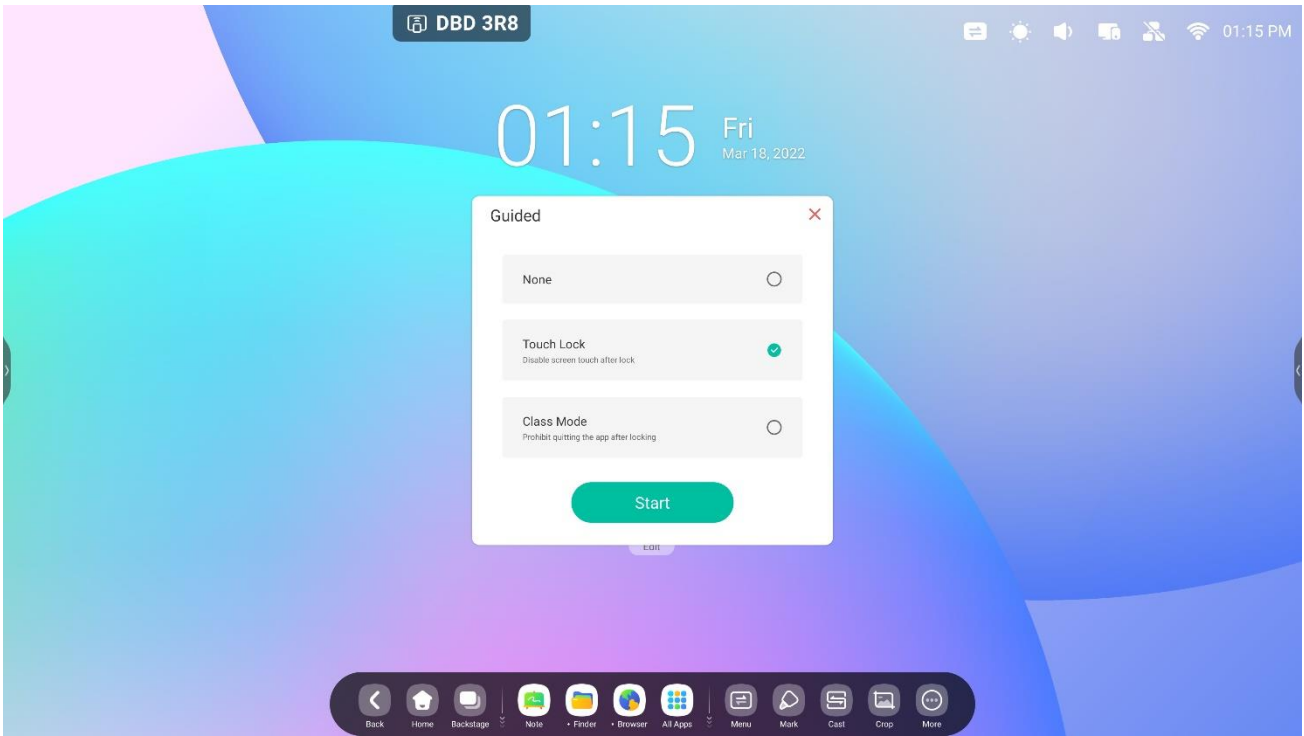 DBD 3R8
01:15 PM
01:15
Fri
Mar 18, 2022
Guided
None
Touch Lock
Disable screen touch after lock
Class Mode
Prohibit quitting the app after locking
Start
Edit
Back Home Backstage Note • Finder • Browser All Apps Menu Mark Cast Crop More